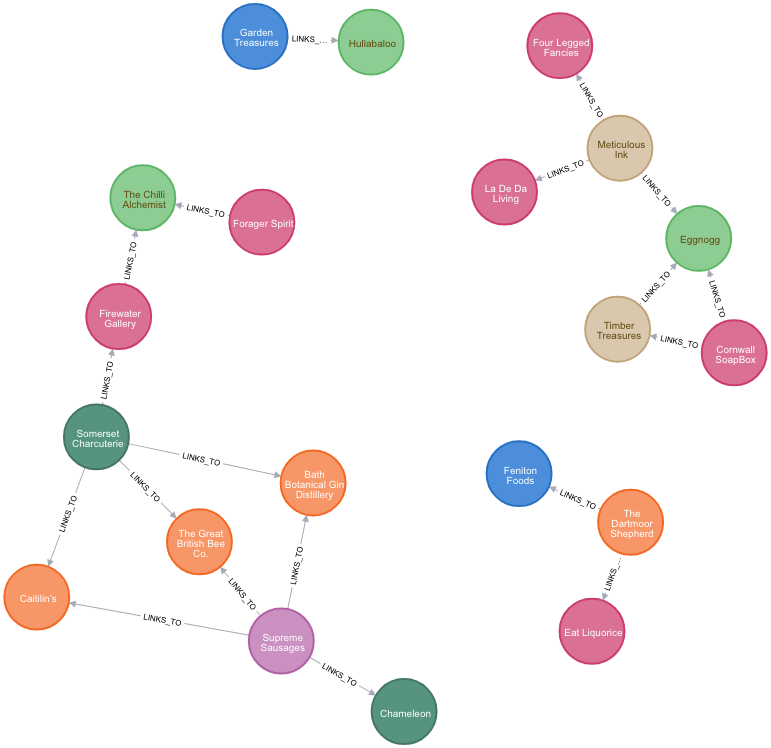 Garden
Treasures
LINKS_...
Hullabaloo
Four Legged
Fancies
LINKS_TO
Meticulous
Ink
LINKS_TO
La De Da
Living
LINKS_TO
Eggnogg
LINKS_TO
LINKS_TO
Timber
Treasures
LINKS_TO
Cornwall
SoapBox
The Chilli
Alchemist
LINKS_TO
Forager Spirit
LINKS_TO
Firewater
Gallery
LINKS_TO
Somerset
Charcuterie
LINKS_TO
LINKS_TO
LINKS_TO
Bath
Botanical Gin
Distillery
The Great
British Bee
Co.
LINKS_TO
LINKS_TO
Caitilin's
LINKS_TO
Supreme
Sausages
LINKS_TO
Chameleon
Feniton
Foods
LINKS_TO
The
Dartmoor
Shepherd
LINKS_...
Eat Liquorice